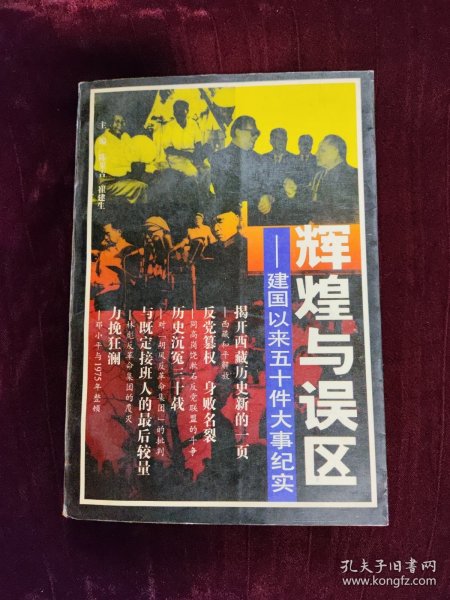 辉煌与误区
——建国以来五十件大事纪实
揭开西藏历史新的一页
——西藏和平解放
反党篡权 身败名裂
——同高岗饶漱石反党联盟的斗争
历史沉冤三十载
——对“胡风反革命集团”的批判
与既定接班人的最后较量
——林彪反革命集团的覆灭
力挽狂澜
——邓小平与1975年整顿
主 编
崔建生
孔夫子旧书网
www.kongfz.com